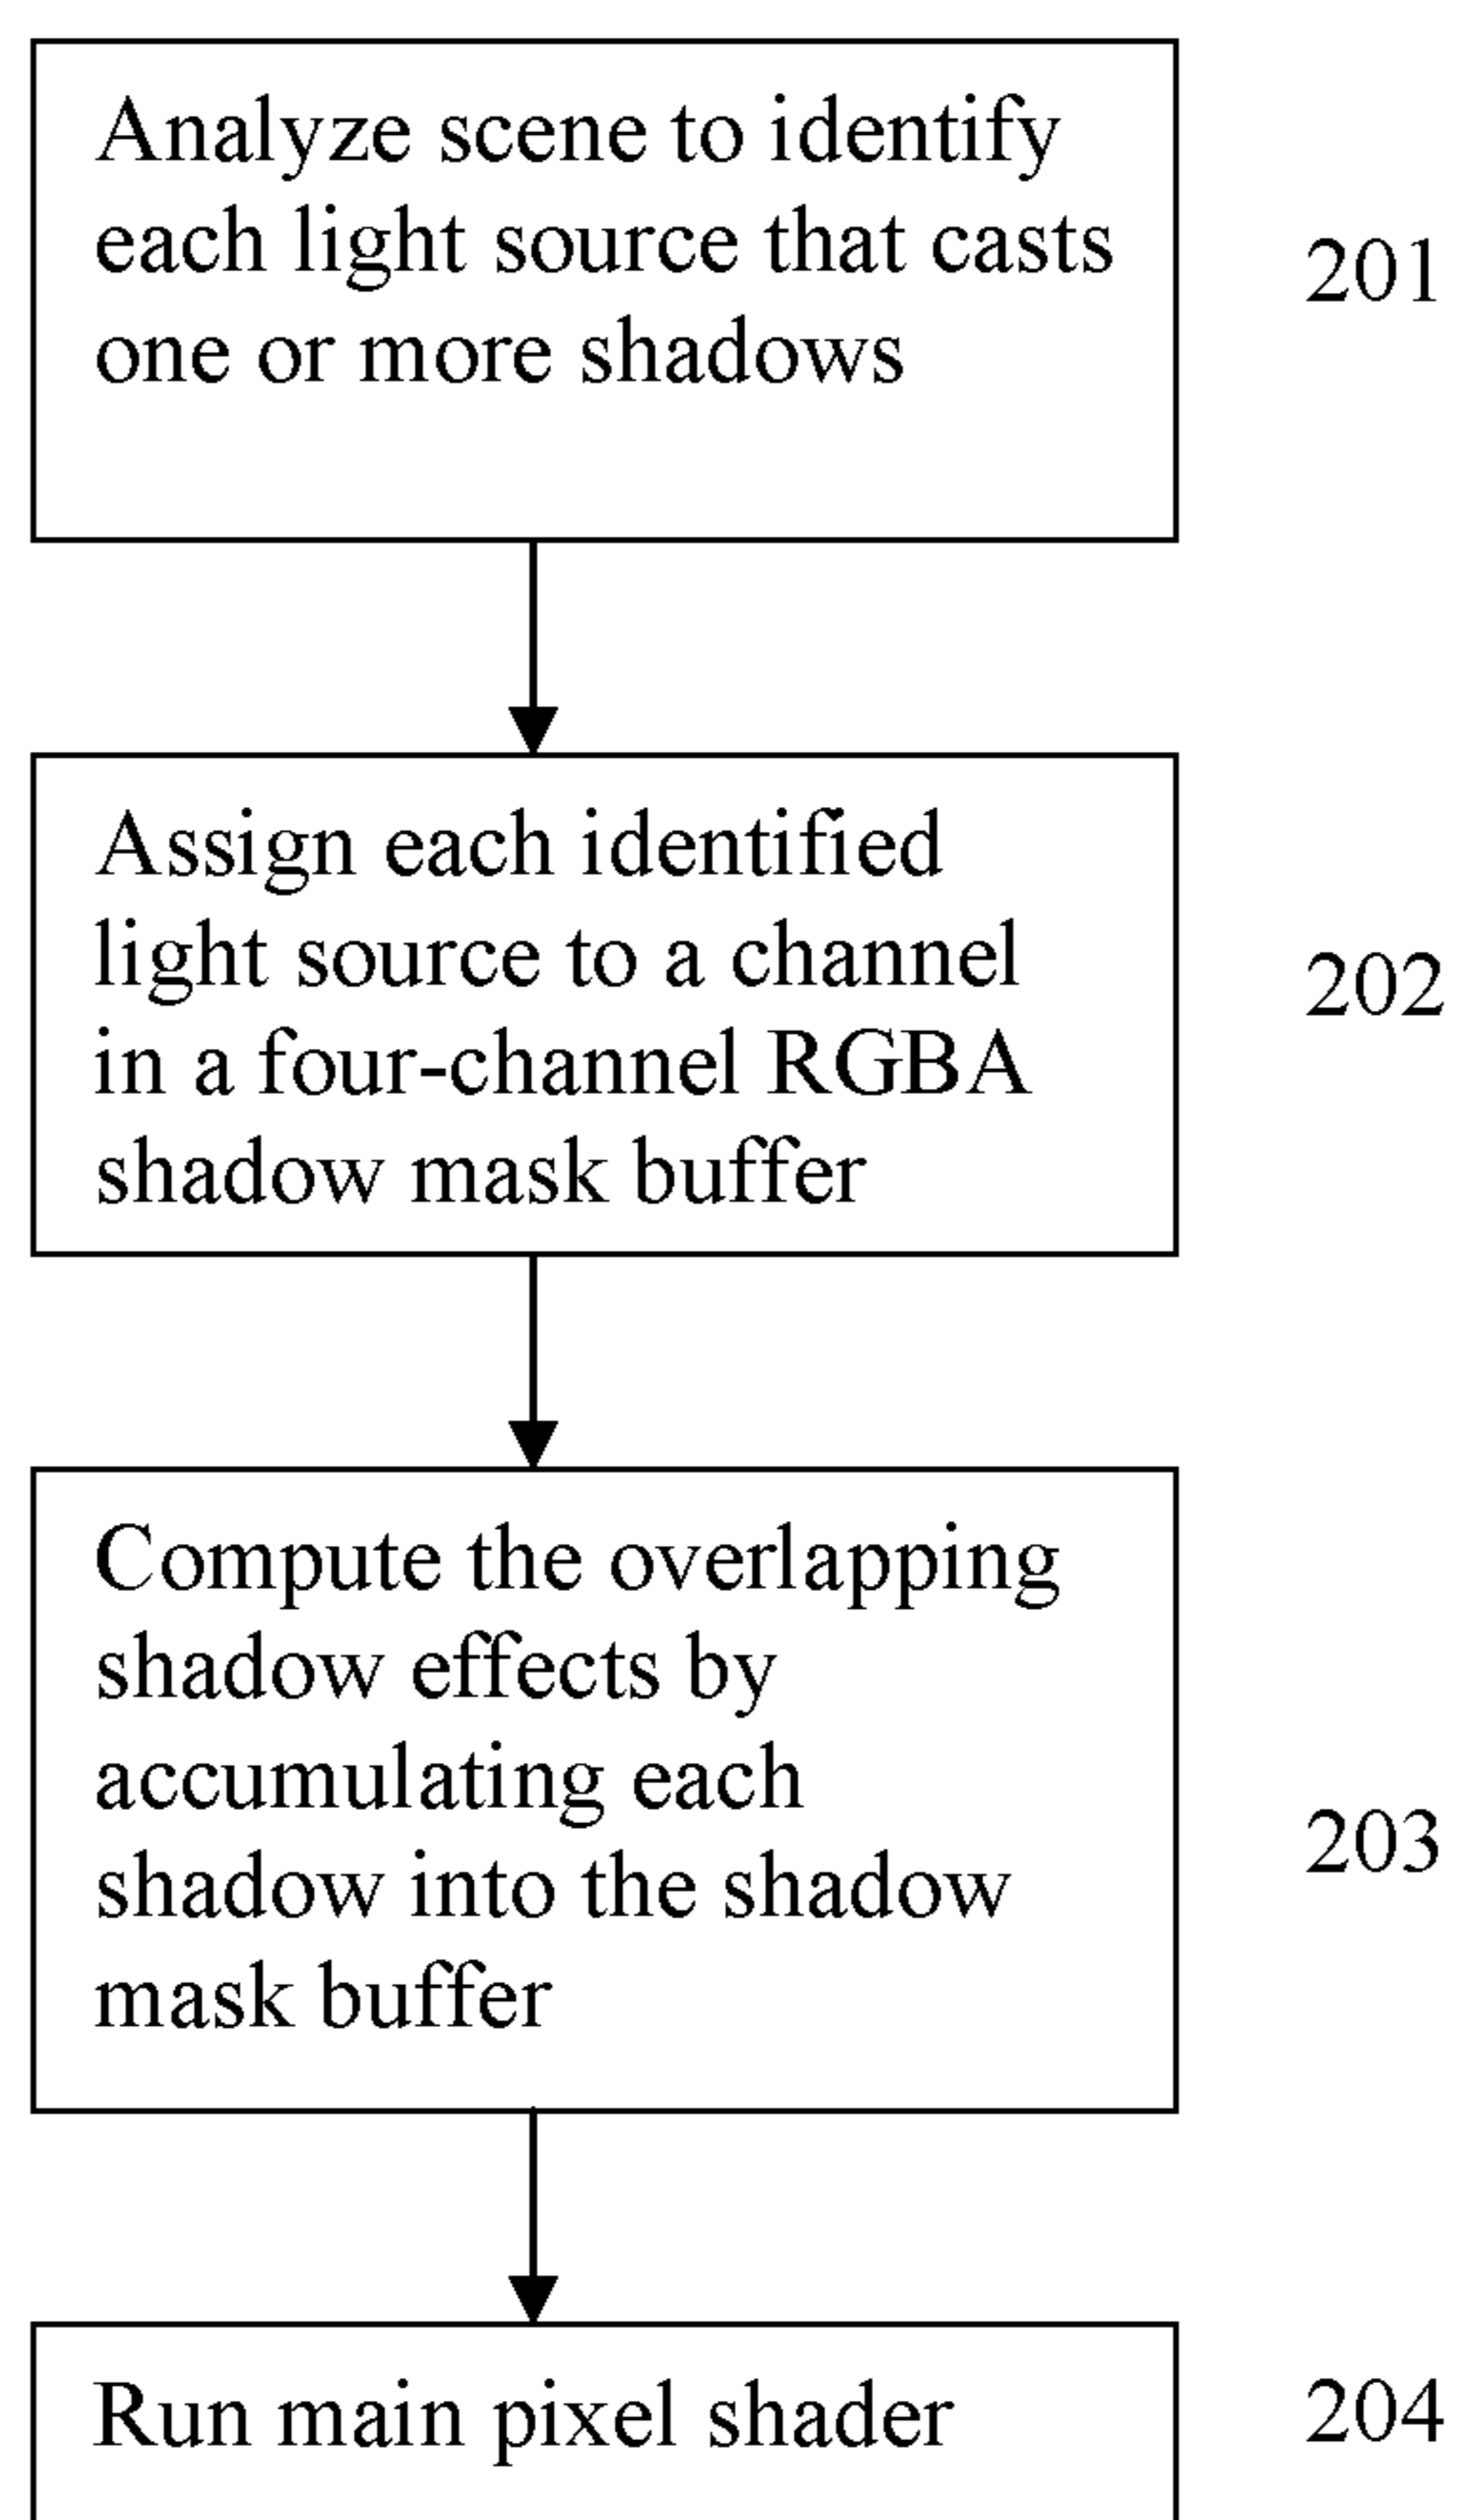 Analyze scene to identify
each light source that casts
one or more shadows
201
Assign each identified
light source to a channel
in a four-channel RGBA
shadow mask buffer
202
Compute the overlapping
shadow effects by
accumulating each
shadow into the shadow
mask buffer
203
Run main pixel shader
204